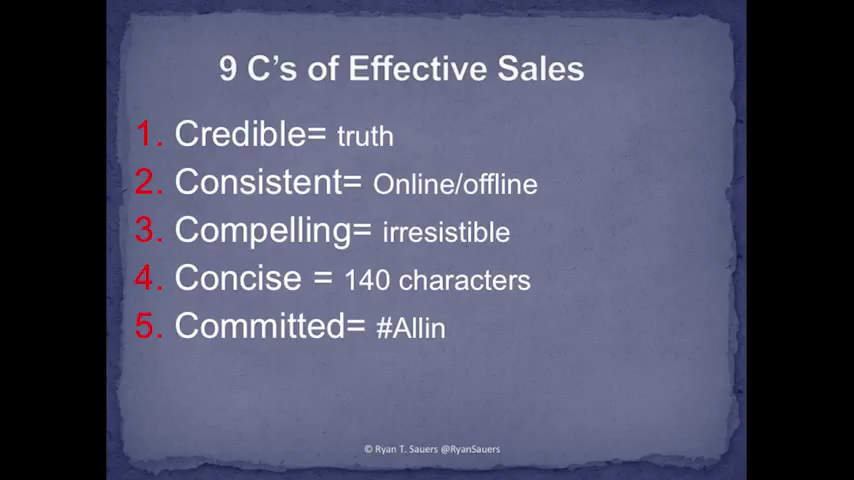 9 C's of Effective Sales
1. Credible= truth
2. Consistent= Online/offline
3. Compelling= irresistible
4. Concise = 140 characters
5. Committed= #Allin
© Ryan T. Sauers @RyanSauers